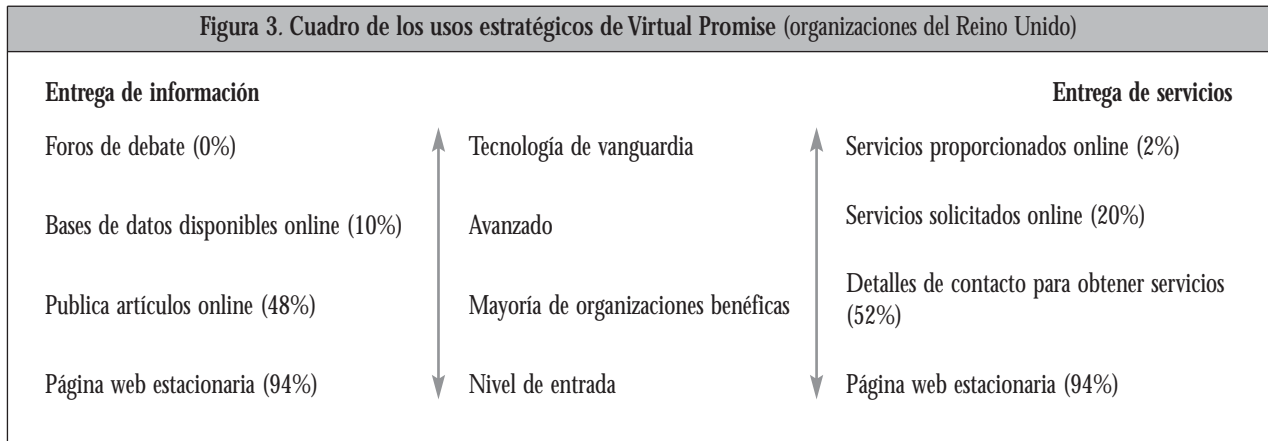 Figura 3. Cuadro de los usos estratégicos de Virtual Promise (organizaciones del Reino Unido)
Entrega de información
Entrega de servicios
Foros de debate (0%)
Tecnología de vanguardia
Servicios proporcionados online (2%)
Bases de datos disponibles online (10%)
Avanzado
Servicios solicitados online (20%)
Publica artículos online (48%)
Mayoría de organizaciones benéficas
Detalles de contacto para obtener servicios
(52%)
Página web estacionaria (94%)
Nivel de entrada
Página web estacionaria (94%)